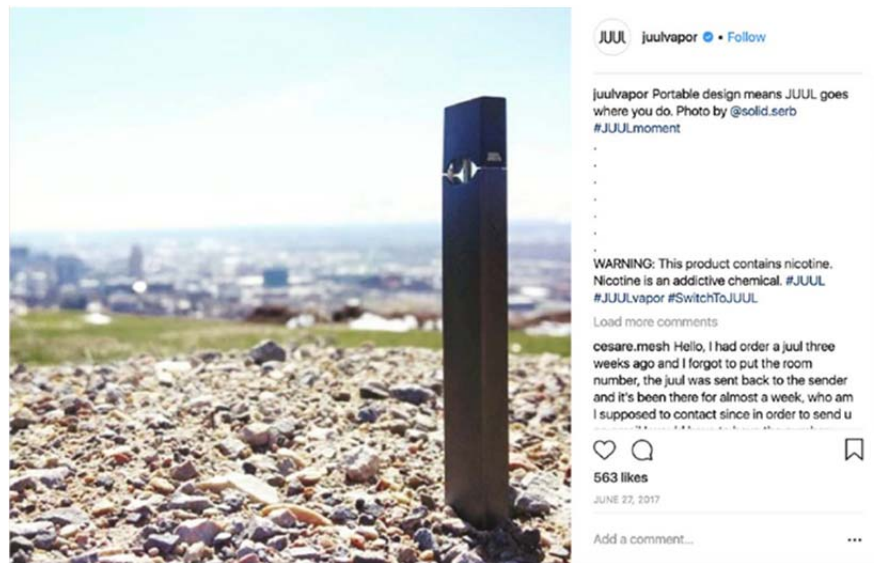 JUUL juulvapor • Follow
juulvapor Portable design means JUUL goes
where you do. Photo by @solid.serb
#JUULmoment
.
.
.
.
.
.
.
WARNING: This product contains nicotine.
Nicotine is an addictive chemical. #JUUL
#JUULvapor #SwitchToJUUL
Load more comments
cesare.mesh Hello, I had order a juul three
weeks ago and I forgot to put the room
number, the juul was sent back to the sender
and it's been there for almost a week, who am
I supposed to contact since in order to send u
563 likes
JUNE 27, 2017
Add a comment...